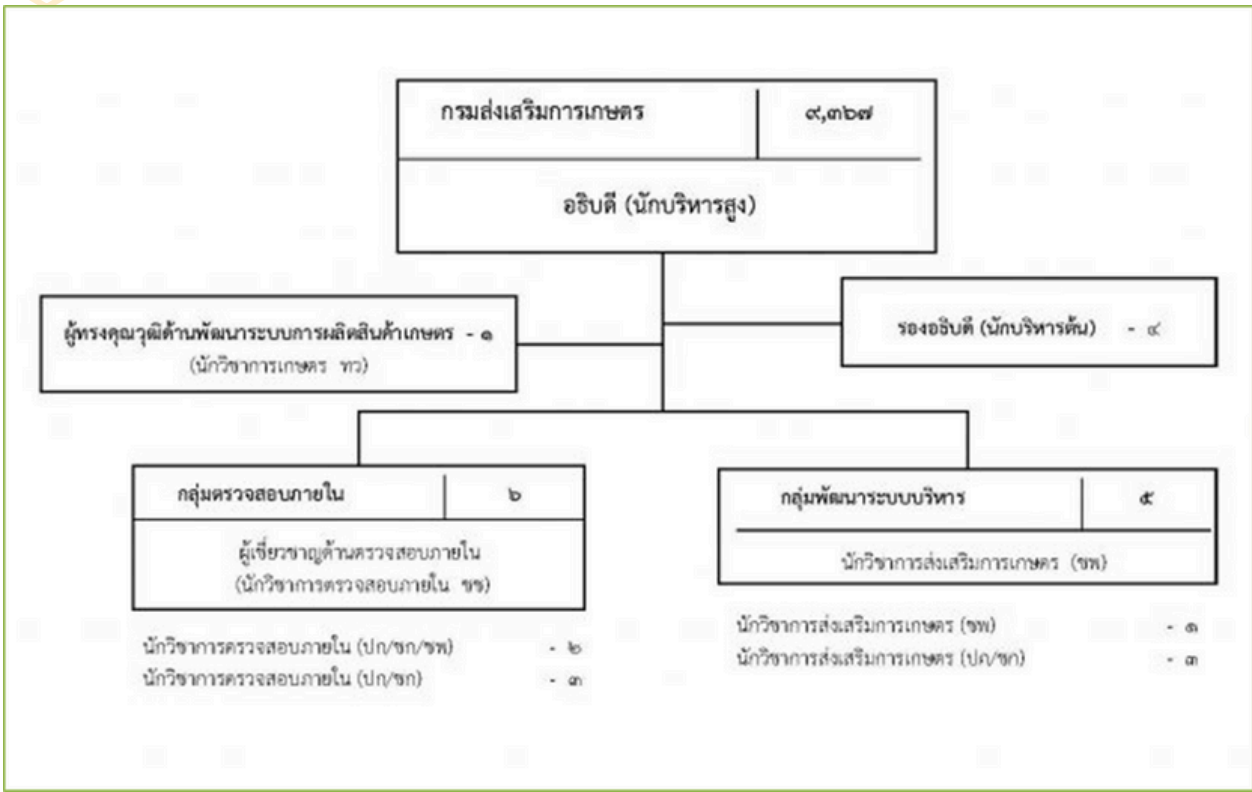 กรมส่งเสริมการเกษตร ๙,๓๖๗
อธิบดี (นักบริหารสูง)
ผู้ทรงคุณวุฒิด้านพัฒนาระบบการผลิตสินค้าเกษตร - ๑
(นักวิชาการเกษตร ทว)
รองอธิบดี (นักบริหารต้น) - ๔
กลุ่มตรวจสอบภายใน ๖
ผู้เชี่ยวชาญด้านตรวจสอบภายใน
(นักวิชาการตรวจสอบภายใน ชช)
นักวิชาการตรวจสอบภายใน (ปก/ชก/ชพ) - ๒
นักวิชาการตรวจสอบภายใน (ปก/ชก) - ๓
กลุ่มพัฒนาระบบบริหาร ๕
นักวิชาการส่งเสริมการเกษตร (ชพ)
นักวิชาการส่งเสริมการเกษตร (ชพ) - ๑
นักวิชาการส่งเสริมการเกษตร (ปก/ชก) - ๓